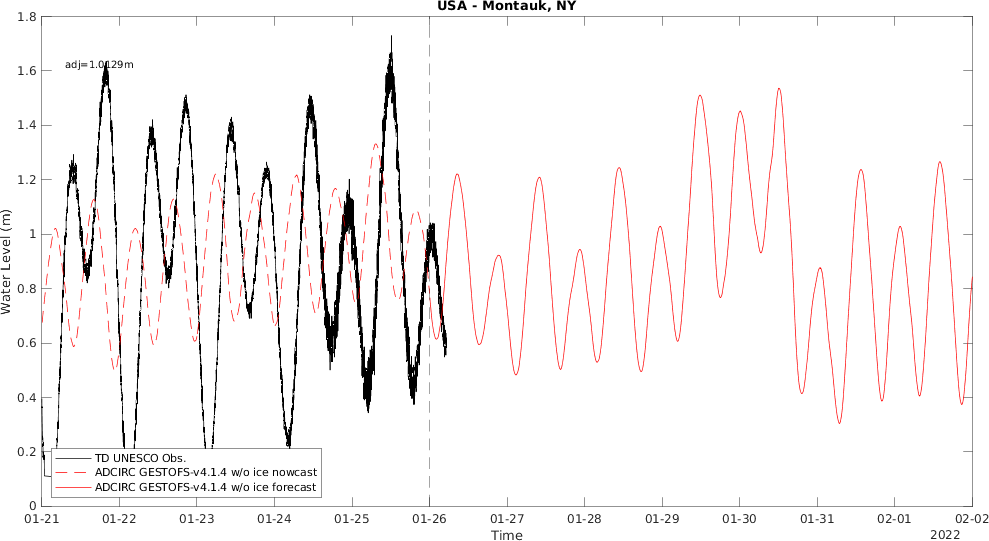 USA - Montauk, NY
1.8
1.6
1.4
1.2
1
0.8
0.6
0.4
0.2
0
Water Level (m)
adj=1.0129m
TD UNESCO Obs.
ADCIRC GESTOFS-v4.1.4 w/o ice nowcast
ADCIRC GESTOFS-v4.1.4 w/o ice forecast
01-21 01-22 01-23 01-24 01-25 01-26 01-27 01-28 01-29 01-30 01-31 02-01 02-02
Time
2022